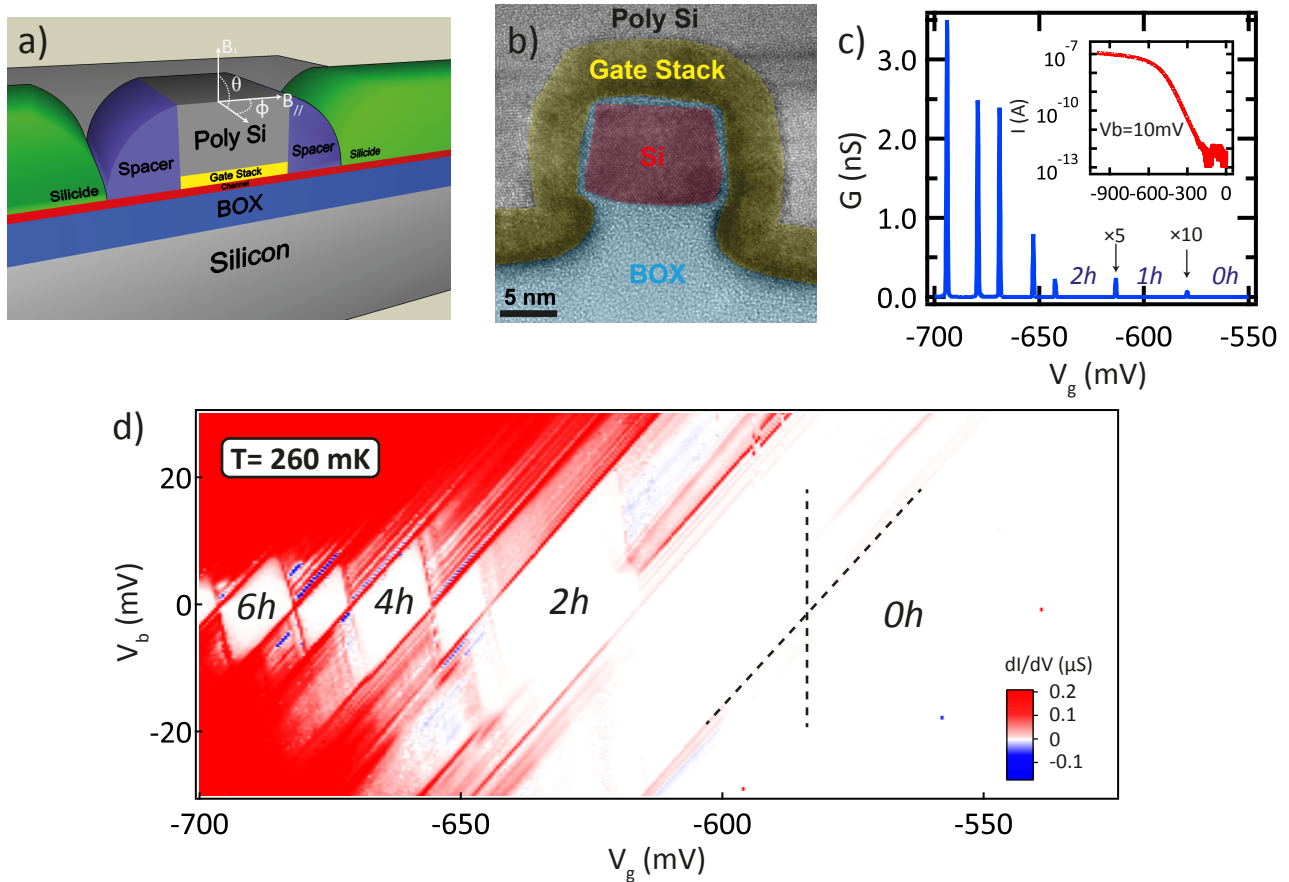 a)
B⊥
θ
B//
ϕ
Poly Si
Spacer
Spacer
Silicide
Silicide
Gate Stack
Channel
BOX
Silicon
b)
Poly Si
Gate Stack
Si
BOX
5 nm
c)
G (nS)
3.0
2.0
1.0
0.0
-700
-650
-600
-550
V_g (mV)
×5
×10
2h
1h
0h
I (A)
10⁻⁷
10⁻¹⁰
10⁻¹³
Vb=10mV
-900
-600
-300
0
d)
T= 260 mK
V_b (mV)
20
0
-20
6h
4h
2h
0h
dI/dV (µS)
0.2
0.1
0
-0.1
-700
-650
-600
-550
V_g (mV)